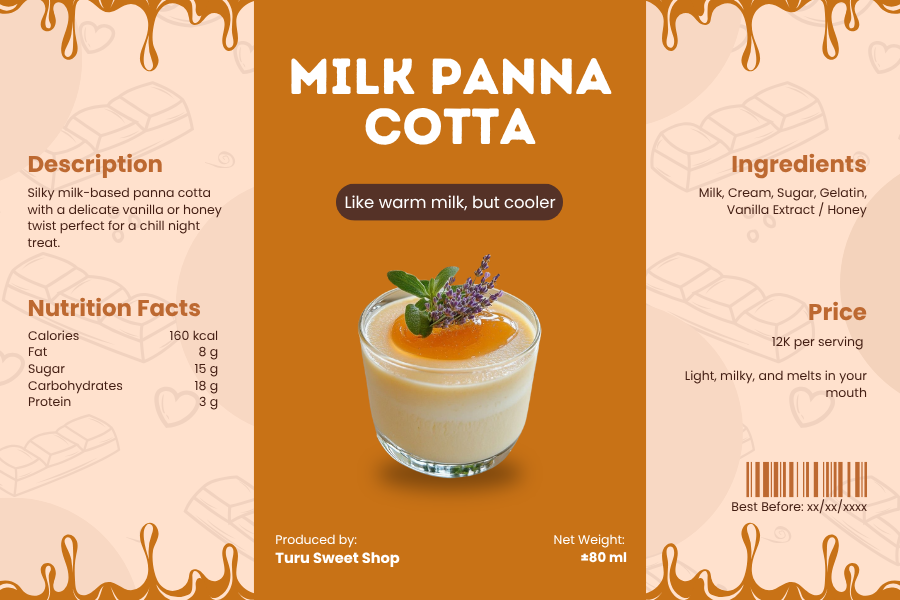 MILK PANNA
COTTA
Like warm milk, but cooler
Description
Silky milk-based panna cotta
with a delicate vanilla or honey
twist perfect for a chill night
treat.
Nutrition Facts
Calories 160 kcal
Fat 8 g
Sugar 15 g
Carbohydrates 18 g
Protein 3 g
Ingredients
Milk, Cream, Sugar, Gelatin,
Vanilla Extract / Honey
Price
12K per serving
Light, milky, and melts in your
mouth
Best Before: xx/xx/xxxx
Produced by:
Turu Sweet Shop
Net Weight:
±80 ml